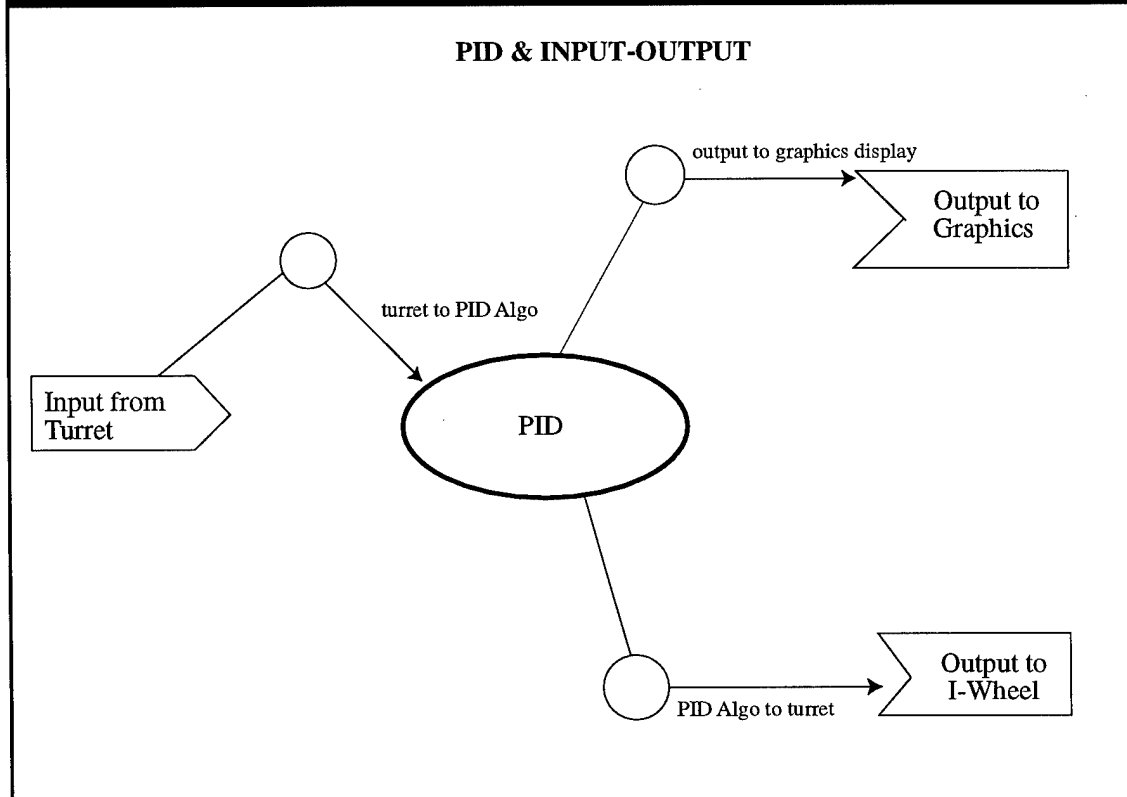 PID & INPUT-OUTPUT
output to graphics display
Output to
Graphics
turret to PID Algo
Input from
Turret
PID
Output to
I-Wheel
PID Algo to turret